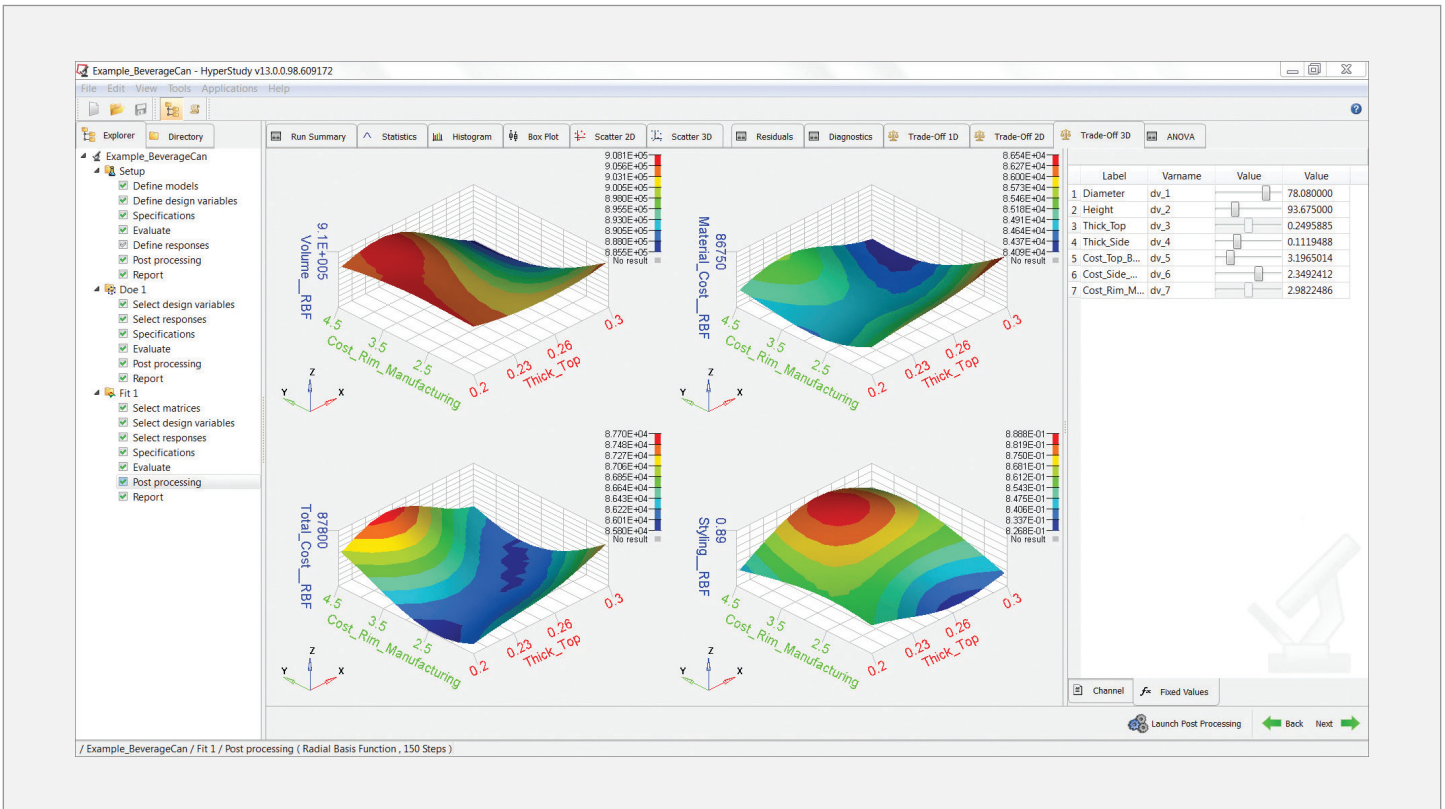 Example_BeverageCan - HyperStudy v13.0.0.98.609172
File Edit View Tools Applications Help
Explorer Directory
Run Summary Statistics Histogram Box Plot Scatter 2D Scatter 3D Residuals Diagnostics Trade-Off 1D Trade-Off 2D Trade-Off 3D ANOVA
Example_BeverageCan
Setup
Define models
Define design variables
Specifications
Evaluate
Define responses
Post processing
Report
Doe 1
Select design variables
Select responses
Specifications
Evaluate
Post processing
Report
Fit 1
Select matrices
Select design variables
Select responses
Specifications
Evaluate
Post processing
Report
9.081E+05
9.056E+05
9.031E+05
9.005E+05
8.980E+05
8.955E+05
8.930E+05
8.905E+05
8.880E+05
8.855E+05
No result
9.1E+005
Volume__RBF
4.5
3.5
2.5
Cost_Rim_Manufacturing
0.2
0.23
0.26
0.3
Thick_Top
Z
Y
X
8.654E+04
8.627E+04
8.600E+04
8.573E+04
8.546E+04
8.518E+04
8.491E+04
8.464E+04
8.437E+04
8.409E+04
No result
86750
Material_Cost__RBF
4.5
3.5
2.5
Cost_Rim_Manufacturing
0.2
0.23
0.26
0.3
Thick_Top
Z
Y
X
8.770E+04
8.748E+04
8.727E+04
8.706E+04
8.685E+04
8.664E+04
8.643E+04
8.622E+04
8.601E+04
8.580E+04
No result
87800
Total_Cost__RBF
4.5
3.5
2.5
Cost_Rim_Manufacturing
0.2
0.23
0.26
0.3
Thick_Top
Z
Y
X
8.888E-01
8.819E-01
8.750E-01
8.681E-01
8.612E-01
8.543E-01
8.475E-01
8.406E-01
8.337E-01
8.268E-01
No result
0.89
Styling__RBF
4.5
3.5
2.5
Cost_Rim_Manufacturing
0.2
0.23
0.26
0.3
Thick_Top
Z
Y
X
Label Varname Value Value
1 Diameter dv_1 78.080000
2 Height dv_2 93.675000
3 Thick_Top dv_3 0.2495885
4 Thick_Side dv_4 0.1119488
5 Cost_Top_B... dv_5 3.1965014
6 Cost_Side_... dv_6 2.3492412
7 Cost_Rim_M... dv_7 2.9822486
Channel Fixed Values
Launch Post Processing Back Next
/ Example_BeverageCan / Fit 1 / Post processing ( Radial Basis Function , 150 Steps )